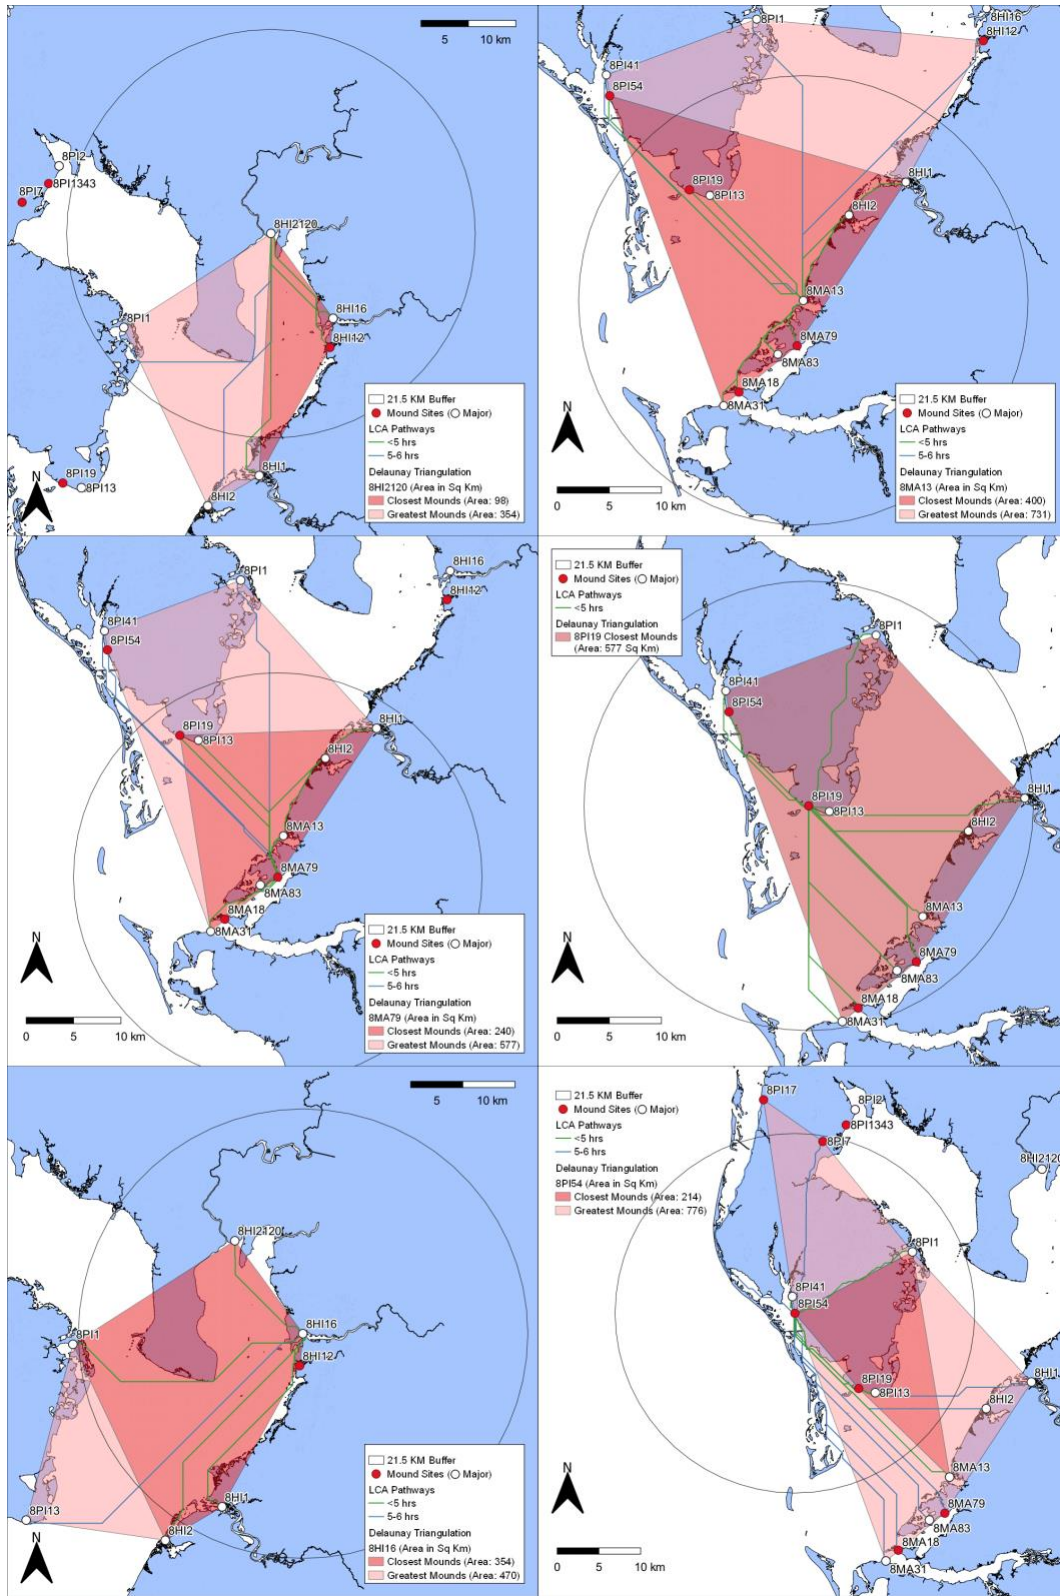 5 10 km
8PI2
8PI1343
8PI7
8HI2120
8PI1
8HI16
8HI12
21.5 KM Buffer
Mound Sites (○) Major)
LCA Pathways
<5 hrs
5-6 hrs
Delaunay Triangulation
8HI2120 (Area in Sq Km)
Closest Mounds (Area: 98)
Greatest Mounds (Area: 354)
N
8PI19
8PI13
8HI1
8HI2
8PI1
8HI16
8HI12
8PI41
8PI54
8PI19
8PI13
8HI1
8HI2
8MA13
8MA79
8MA83
8MA18
8MA31
N
5 10 km
21.5 KM Buffer
Mound Sites (○) Major)
LCA Pathways
<5 hrs
5-6 hrs
Delaunay Triangulation
8MA13 (Area in Sq Km)
Closest Mounds (Area: 400)
Greatest Mounds (Area: 731)
8HI16
8HI12
8PI1
8PI41
8PI54
8PI19
8PI13
8HI1
8HI2
8MA13
8MA79
8MA83
8MA18
8MA31
N
5 10 km
21.5 KM Buffer
Mound Sites (○) Major)
LCA Pathways
<5 hrs
5-6 hrs
Delaunay Triangulation
8MA79 (Area in Sq Km)
Closest Mounds (Area: 240)
Greatest Mounds (Area: 577)
21.5 KM Buffer
Mound Sites (○) Major)
LCA Pathways
<5 hrs
Delaunay Triangulation
8PI19 Closest Mounds
(Area: 577 Sq Km)
8PI1
8PI41
8PI54
8PI19
8PI13
8HI1
8HI2
8MA13
8MA79
8MA83
8MA18
8MA31
N
5 10 km
5 10 km
8HI2120
8PI1
8HI16
8HI12
8PI13
8HI1
8HI2
N
21.5 KM Buffer
Mound Sites (○) Major)
LCA Pathways
<5 hrs
5-6 hrs
Delaunay Triangulation
8HI16 (Area in Sq Km)
Closest Mounds (Area: 354)
Greatest Mounds (Area: 470)
21.5 KM Buffer
Mound Sites (○) Major)
LCA Pathways
<5 hrs
5-6 hrs
Delaunay Triangulation
8PI54 (Area in Sq Km)
Closest Mounds (Area: 214)
Greatest Mounds (Area: 776)
8PI17
8PI2
8PI1343
8PI7
8HI2120
8PI1
8PI41
8PI54
8PI19
8PI13
8HI1
8HI2
8MA13
8MA79
8MA83
8MA18
8MA31
N
5 10 km